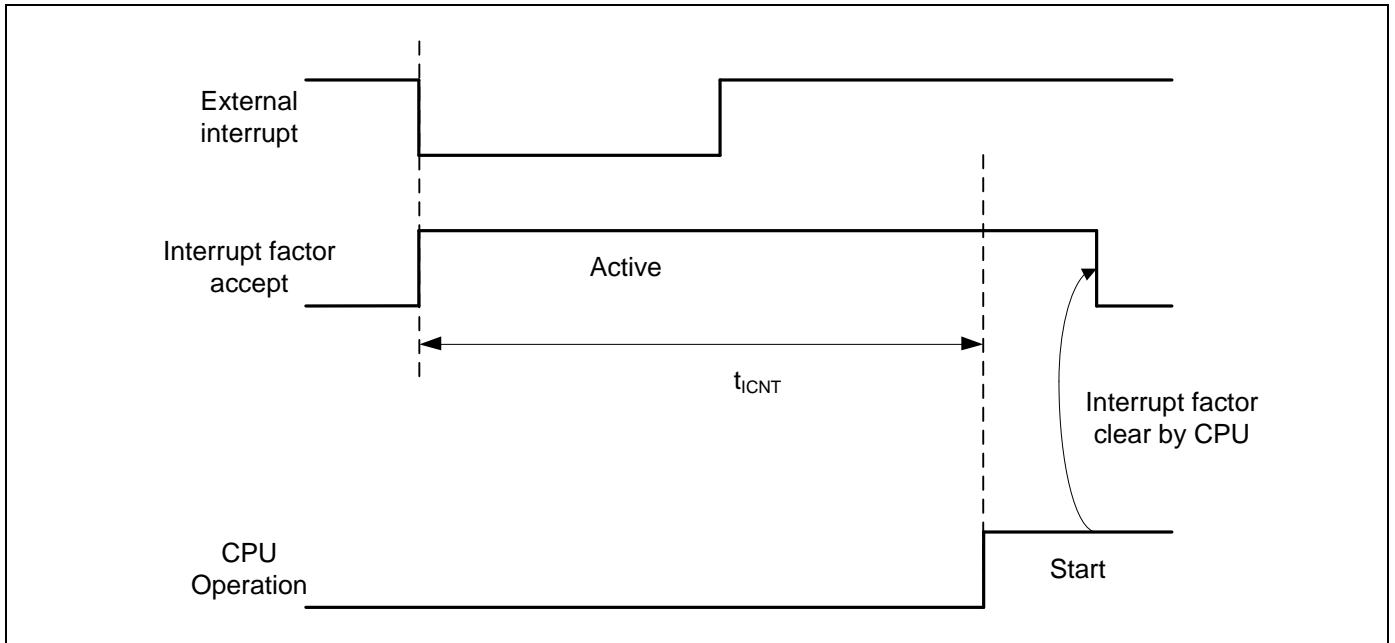 External
interrupt
Interrupt factor
accept
Active
tICNT
Interrupt factor
clear by CPU
CPU
Operation
Start